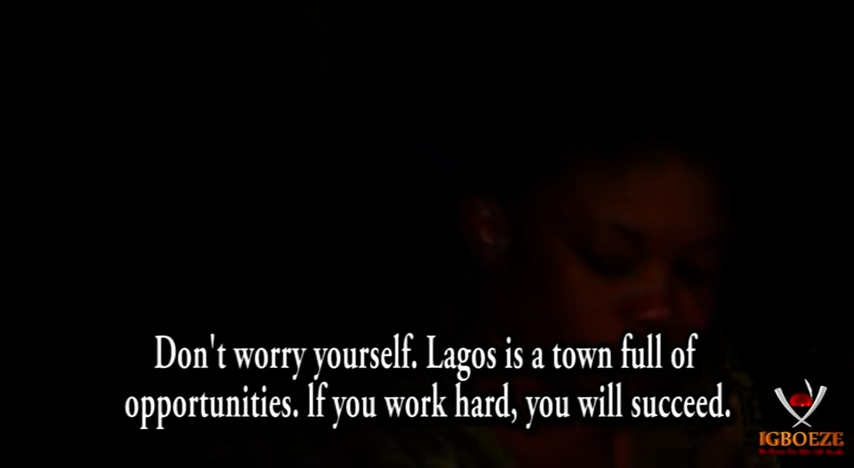 Don't worry yourself. Lagos is a town full of
opportunities. If you work hard, you will succeed.
IGBOEZE